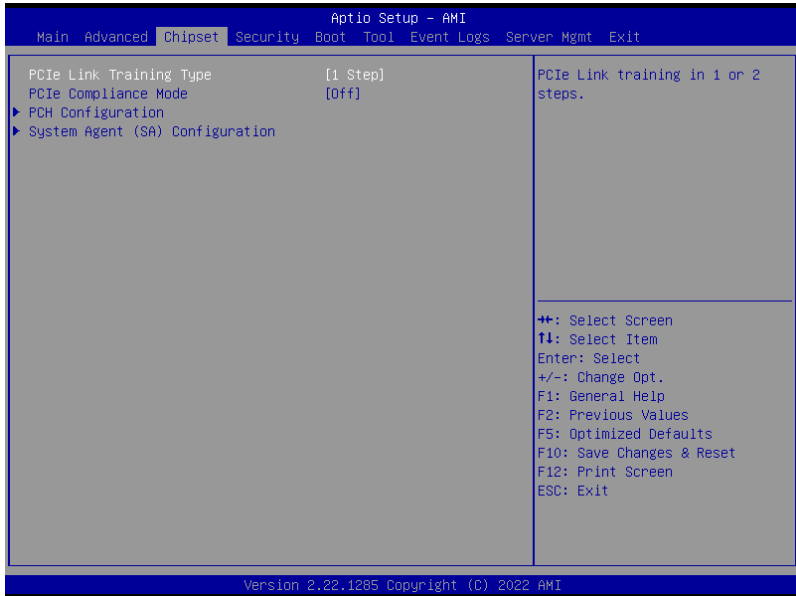 Aptio Setup – AMI
Main Advanced Chipset Security Boot Tool Event Logs Server Mgmt Exit
PCIe Link Training Type [1 Step]
PCIe Compliance Mode [Off]
▶ PCH Configuration
▶ System Agent (SA) Configuration
PCIe Link training in 1 or 2
steps.
→←: Select Screen
↑↓: Select Item
Enter: Select
+/-: Change Opt.
F1: General Help
F2: Previous Values
F5: Optimized Defaults
F10: Save Changes & Reset
F12: Print Screen
ESC: Exit
Version 2.22.1285 Copyright (C) 2022 AMI